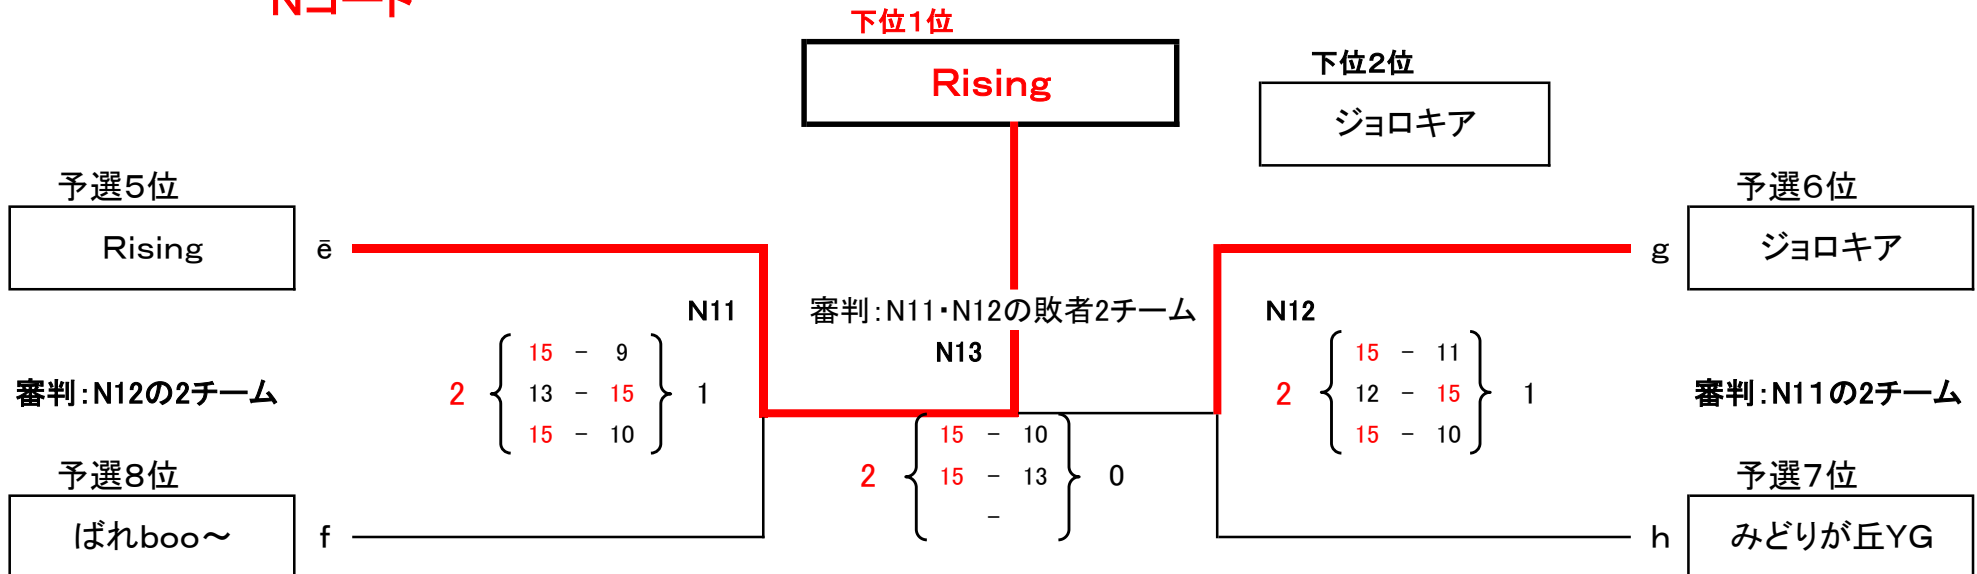 Nコート
下位1位
Rising
下位2位
ジョロキア
予選5位
Rising
ē
予選6位
ジョロキア
g
N11
審判:N11・N12の敗者2チーム
N12
N13
審判:N12の2チーム
2
15 － 9
13 － 15
15 － 10
1
2
15 － 10
15 － 13
－
0
2
15 － 11
12 － 15
15 － 10
1
審判:N11の2チーム
予選8位
ばれboo～
f
予選7位
みどりが丘YG
h